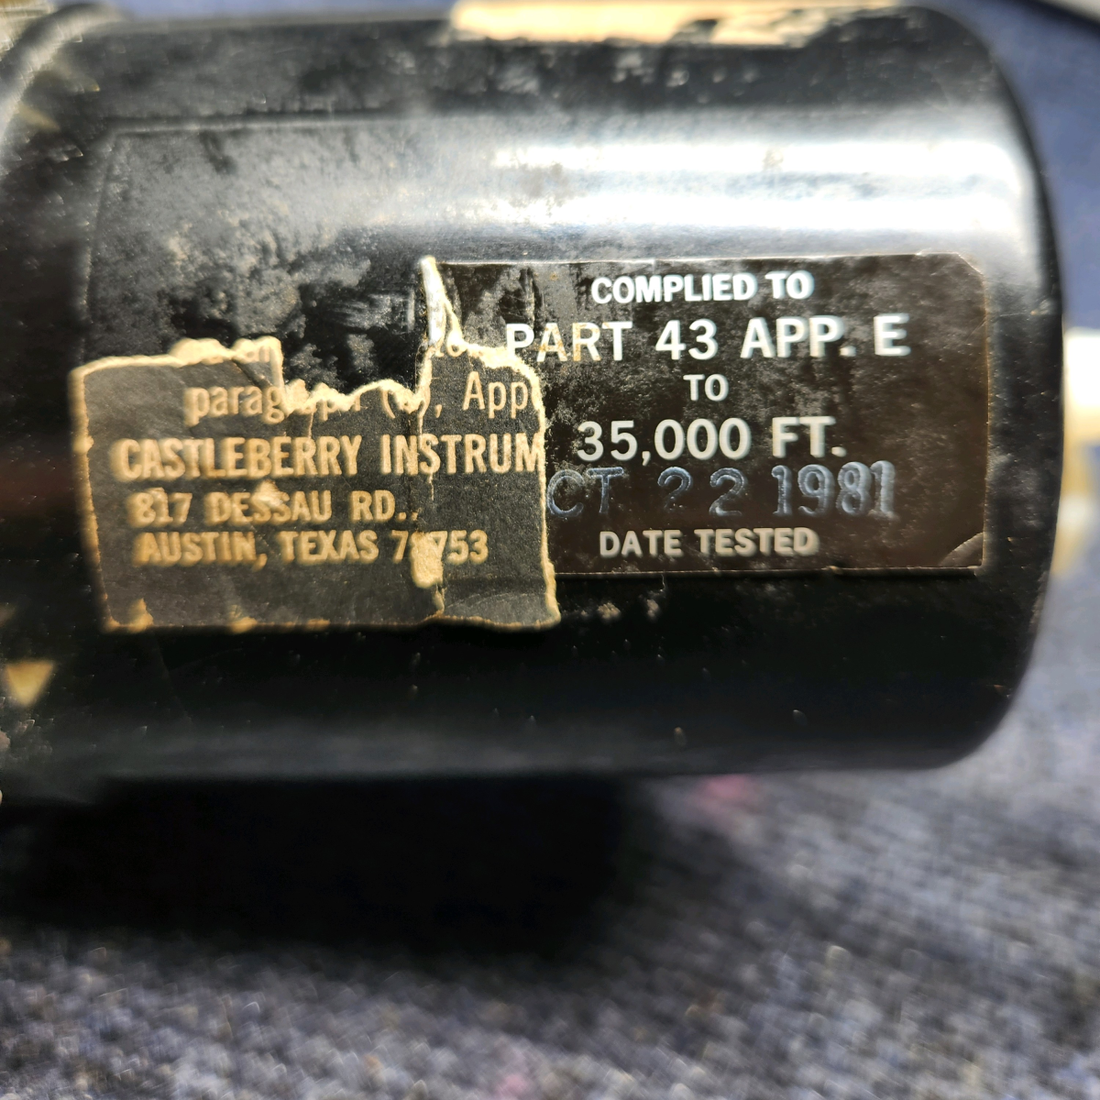 paragraph (b), App
CASTLEBERRY INSTRUM
817 DESSAU RD.
AUSTIN, TEXAS 78753
COMPLIED TO
PART 43 APP. E
TO
35,000 FT.
CT 22 1981
DATE TESTED